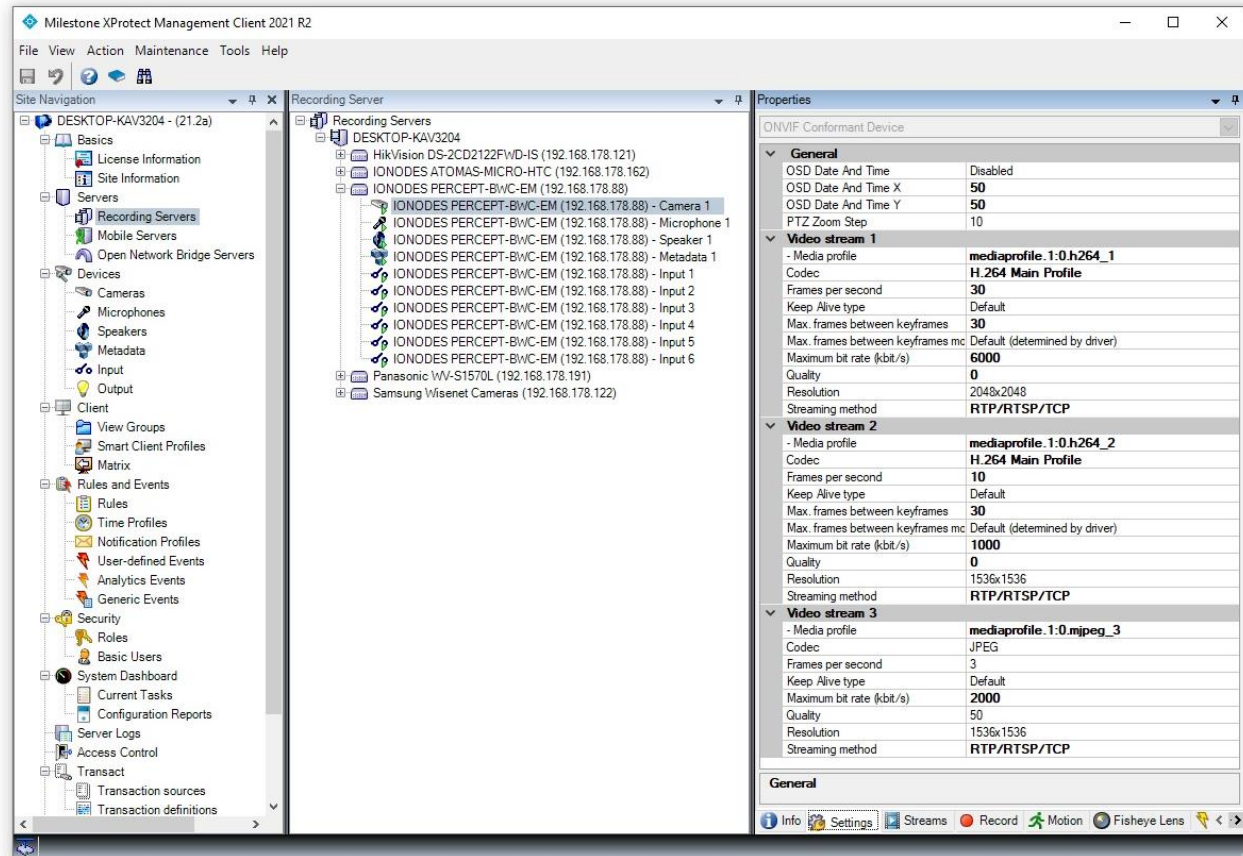 Milestone XProtect Management Client 2021 R2
File View Action Maintenance Tools Help
Site Navigation
DESKTOP-KAV3204 - (21.2a)
Basics
License Information
Site Information
Servers
Recording Servers
Mobile Servers
Open Network Bridge Servers
Devices
Cameras
Microphones
Speakers
Metadata
Input
Output
Client
View Groups
Smart Client Profiles
Matrix
Rules and Events
Rules
Time Profiles
Notification Profiles
User-defined Events
Analytics Events
Generic Events
Security
Roles
Basic Users
System Dashboard
Current Tasks
Configuration Reports
Server Logs
Access Control
Transact
Transaction sources
Transaction definitions
Recording Server
Recording Servers
DESKTOP-KAV3204
HikVision DS-2CD2122FWD-IS (192.168.178.121)
IONODES ATOMAS-MICRO-HTC (192.168.178.162)
IONODES PERCEPT-BWC-EM (192.168.178.88)
IONODES PERCEPT-BWC-EM (192.168.178.88) - Camera 1
IONODES PERCEPT-BWC-EM (192.168.178.88) - Microphone 1
IONODES PERCEPT-BWC-EM (192.168.178.88) - Speaker 1
IONODES PERCEPT-BWC-EM (192.168.178.88) - Metadata 1
IONODES PERCEPT-BWC-EM (192.168.178.88) - Input 1
IONODES PERCEPT-BWC-EM (192.168.178.88) - Input 2
IONODES PERCEPT-BWC-EM (192.168.178.88) - Input 3
IONODES PERCEPT-BWC-EM (192.168.178.88) - Input 4
IONODES PERCEPT-BWC-EM (192.168.178.88) - Input 5
IONODES PERCEPT-BWC-EM (192.168.178.88) - Input 6
Panasonic WV-S1570L (192.168.178.191)
Samsung Wisenet Cameras (192.168.178.122)
Properties
ONVIF Conformant Device
General
OSD Date And Time Disabled
OSD Date And Time X 50
OSD Date And Time Y 50
PTZ Zoom Step 10
Video stream 1
- Media profile mediaprofile.1:0.h264_1
Codec H.264 Main Profile
Frames per second 30
Keep Alive type Default
Max. frames between keyframes 30
Max. frames between keyframes mo Default (determined by driver)
Maximum bit rate (kbit/s) 6000
Quality 0
Resolution 2048x2048
Streaming method RTP/RTSP/TCP
Video stream 2
- Media profile mediaprofile.1:0.h264_2
Codec H.264 Main Profile
Frames per second 10
Keep Alive type Default
Max. frames between keyframes 30
Max. frames between keyframes mo Default (determined by driver)
Maximum bit rate (kbit/s) 1000
Quality 0
Resolution 1536x1536
Streaming method RTP/RTSP/TCP
Video stream 3
- Media profile mediaprofile.1:0.mjpeg_3
Codec JPEG
Frames per second 3
Keep Alive type Default
Maximum bit rate (kbit/s) 2000
Quality 50
Resolution 1536x1536
Streaming method RTP/RTSP/TCP
General
Info Settings Streams Record Motion Fisheye Lens